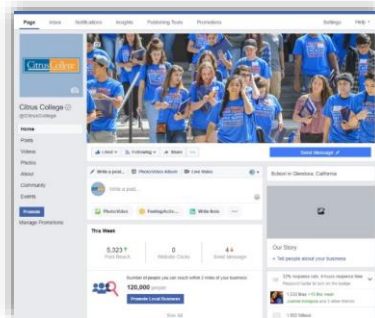 Page Inbox Notifications Insights Publishing Tools Promotions Settings Help
Citrus College
Citrus College
@CitrusCollege
Home
Posts
Videos
Photos
About
Community
Events
Promote
Manage Promotions
Liked Following Share
Send Message
Write a post... Photo/Video Album Live Video
Write a post...
Photo/Video Feeling/Activ... Write Note
This Week
5,323 0 4
Post Reach Website Clicks Send Message
Number of people you can reach within 2 miles of your business
120,000 people
Promote Local Business
See All
School in Glendora, California
Our Story
+ Tell people about your business